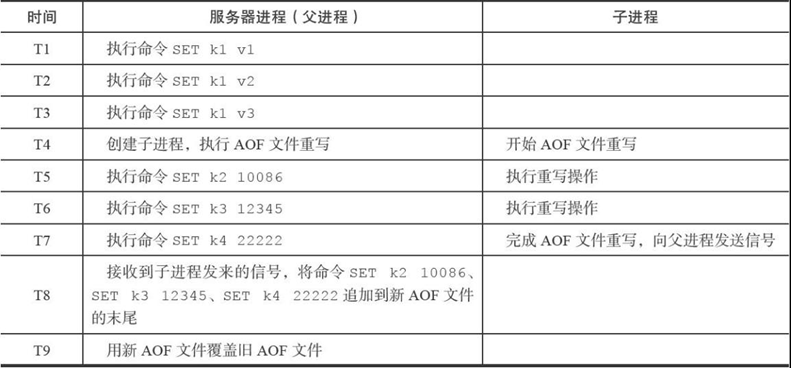 时间 服务器进程（父进程） 子进程
T1 执行命令 SET k1 v1
T2 执行命令 SET k1 v2
T3 执行命令 SET k1 v3
T4 创建子进程，执行 AOF 文件重写 开始 AOF 文件重写
T5 执行命令 SET k2 10086 执行重写操作
T6 执行命令 SET k3 12345 执行重写操作
T7 执行命令 SET k4 22222 完成 AOF 文件重写，向父进程发送信号
接收到子进程发来的信号，将命令 SET k2 10086、
T8 SET k3 12345、SET k4 22222 追加到新 AOF 文件
的末尾
T9 用新 AOF 文件覆盖旧 AOF 文件